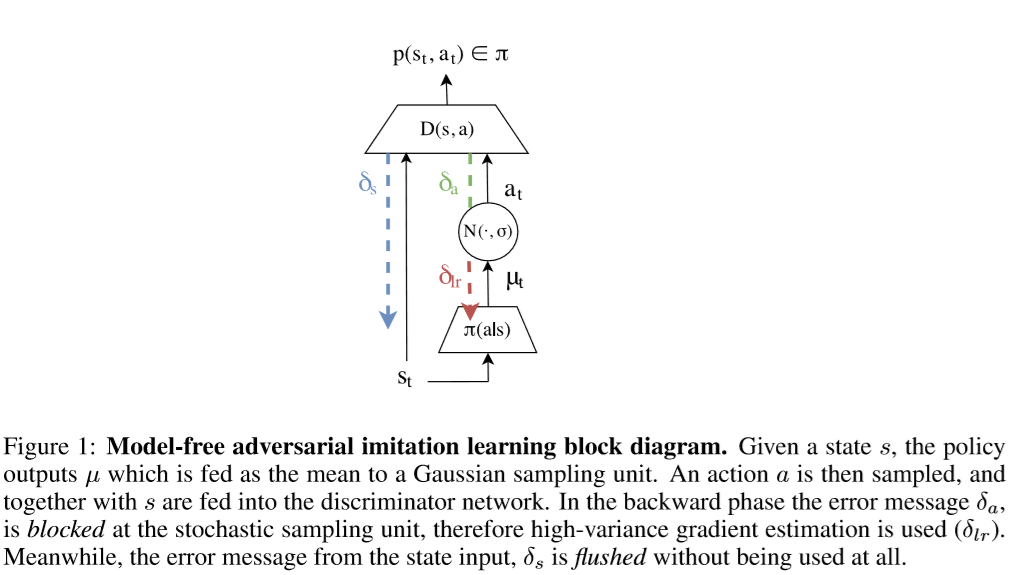 p(sₜ, aₜ) ∈ π
D(s, a)
δₛ
δₐ
aₜ
N(·, σ)
δₗᵣ
μₜ
π(a|s)
sₜ
Figure 1: Model-free adversarial imitation learning block diagram. Given a state s, the policy
outputs μ which is fed as the mean to a Gaussian sampling unit. An action a is then sampled, and
together with s are fed into the discriminator network. In the backward phase the error message δₐ,
is blocked at the stochastic sampling unit, therefore high-variance gradient estimation is used (δₗᵣ).
Meanwhile, the error message from the state input, δₛ is flushed without being used at all.